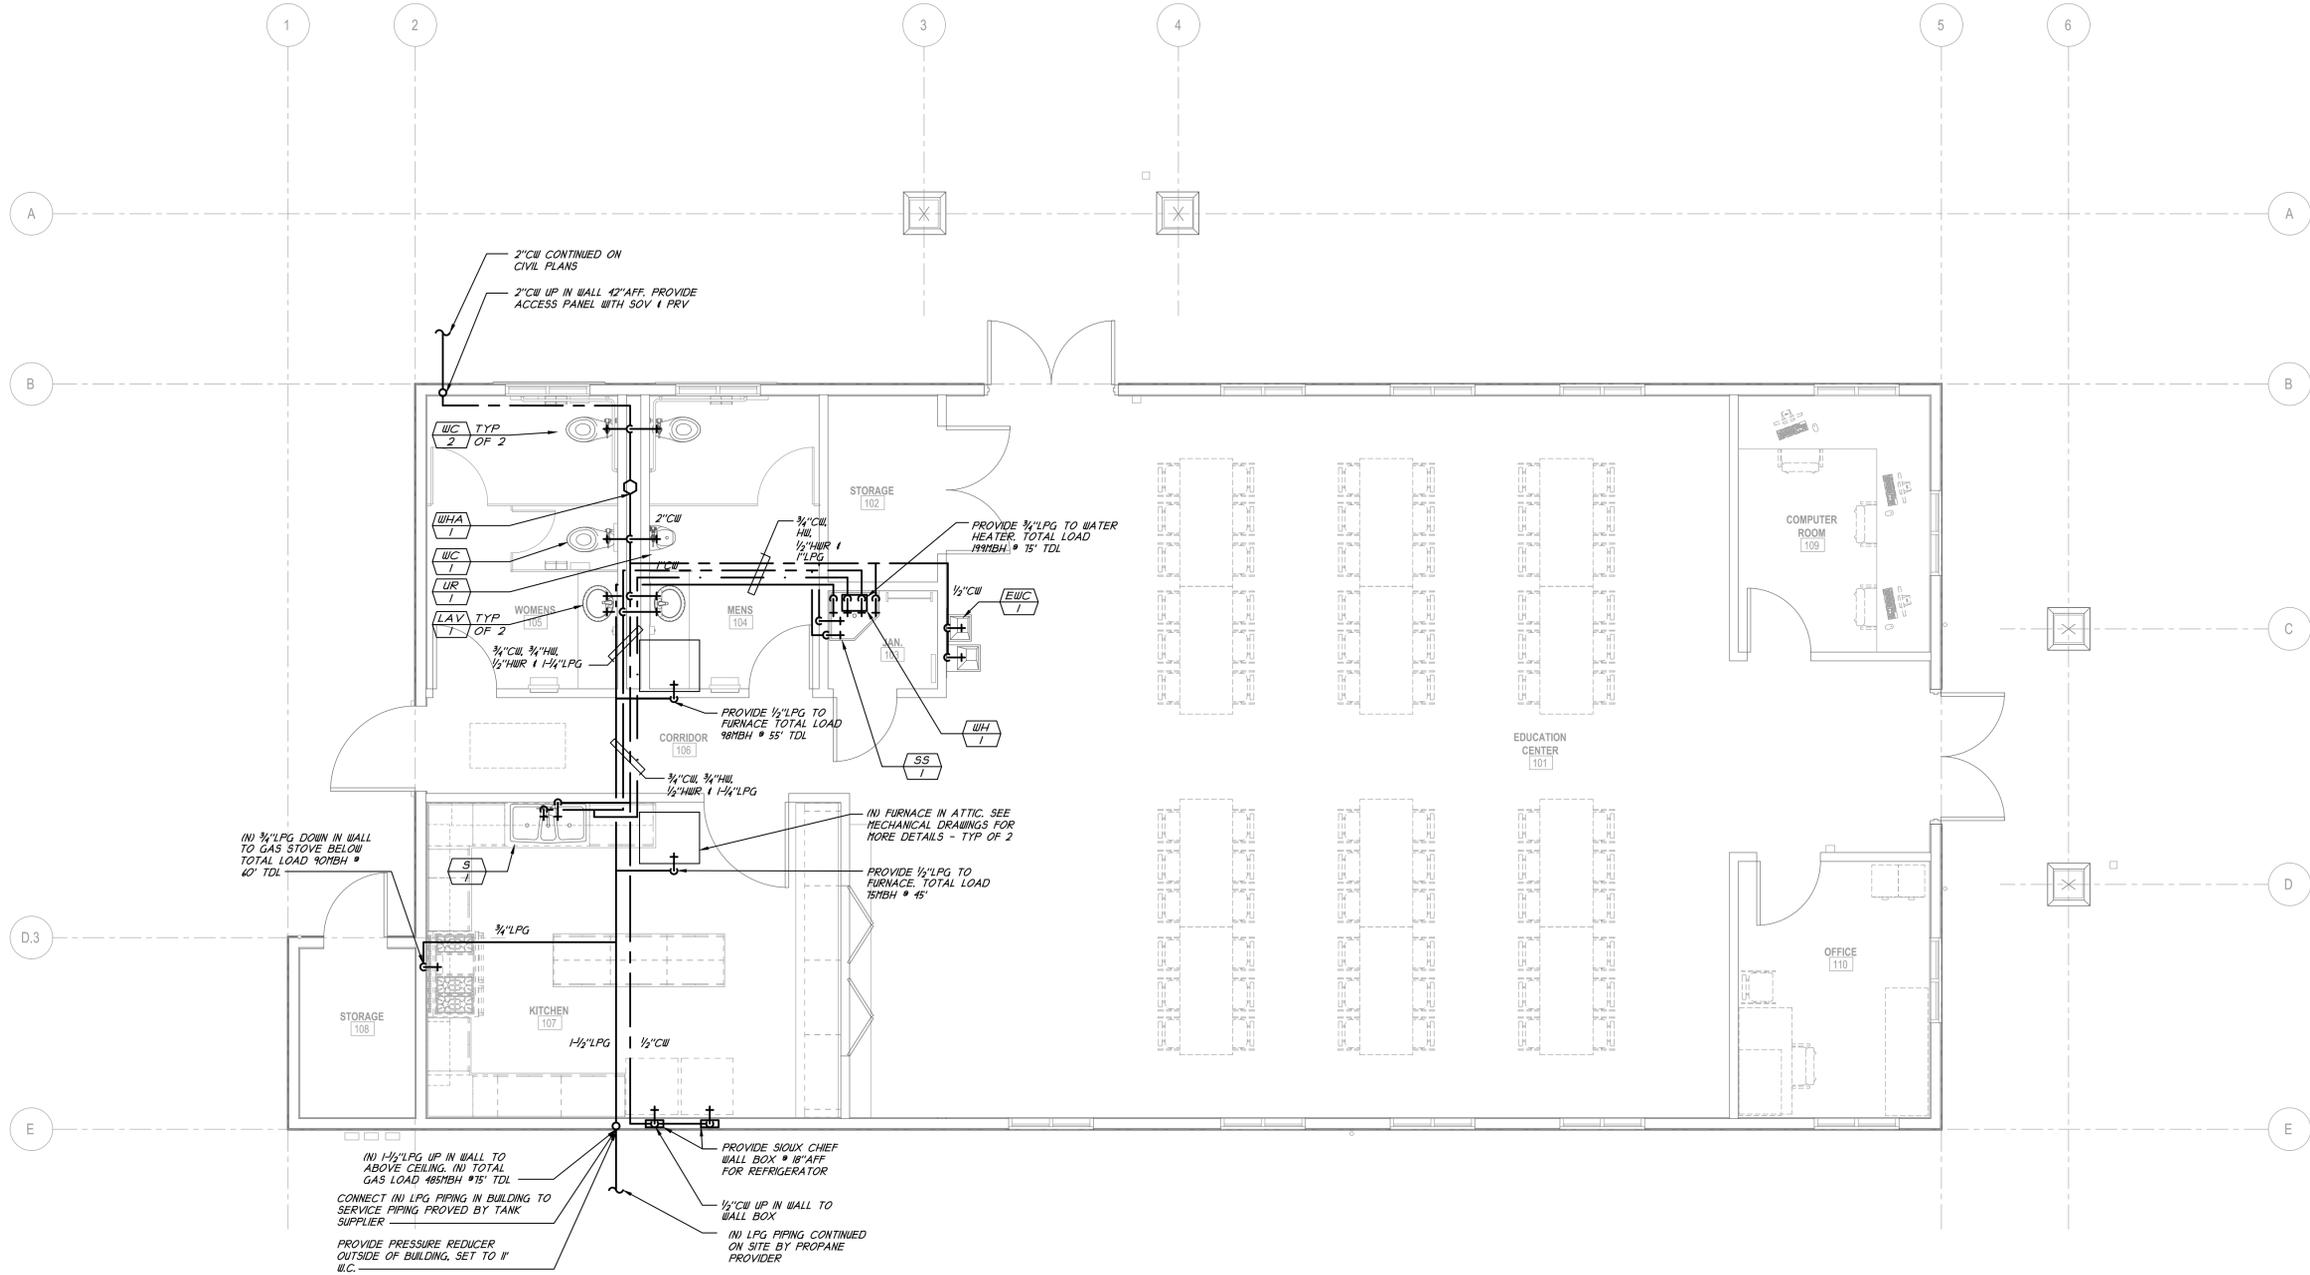 1
2
3
4
5
6
A
A
2"CW CONTINUED ON
CIVIL PLANS
2"CW UP IN WALL 42"AFF. PROVIDE
ACCESS PANEL WITH SOV & PRV
B
B
WC
2
TYP
OF 2
STORAGE
102
WHA
1
2"CW
3/4"CW,
HW,
1/2"HWR &
1"LPG
PROVIDE 3/4"LPG TO WATER
HEATER. TOTAL LOAD
199MBH @ 75' TDL
COMPUTER
ROOM
109
WC
1
1"CW
UR
1
1/2"CW
EWC
1
LAV
1
TYP
OF 2
WOMENS
105
MENS
104
C
C
JAN.
103
3/4"CW, 3/4"HW,
1/2"HWR & 1-1/4"LPG
PROVIDE 1/2"LPG TO
FURNACE TOTAL LOAD
98MBH @ 55' TDL
WH
1
CORRIDOR
106
EDUCATION
CENTER
101
SS
1
3/4"CW, 3/4"HW,
1/2"HWR & 1-1/4"LPG
(N) 3/4"LPG DOWN IN WALL
TO GAS STOVE BELOW
TOTAL LOAD 90MBH @
60' TDL
(N) FURNACE IN ATTIC. SEE
MECHANICAL DRAWINGS FOR
MORE DETAILS - TYP OF 2
S
1
PROVIDE 1/2"LPG TO
FURNACE. TOTAL LOAD
75MBH @ 45'
D
D
D.3
3/4"LPG
OFFICE
110
STORAGE
108
KITCHEN
107
1-1/2"LPG
1/2"CW
E
E
(N) 1-1/2"LPG UP IN WALL TO
ABOVE CEILING. (N) TOTAL
GAS LOAD 485MBH @75' TDL
CONNECT (N) LPG PIPING IN BUILDING TO
SERVICE PIPING PROVED BY TANK
SUPPLIER
PROVIDE PRESSURE REDUCER
OUTSIDE OF BUILDING, SET TO 11"
W.C.
PROVIDE SIOUX CHIEF
WALL BOX @ 18"AFF
FOR REFRIGERATOR
1/2"CW UP IN WALL TO
WALL BOX
(N) LPG PIPING CONTINUED
ON SITE BY PROPANE
PROVIDER